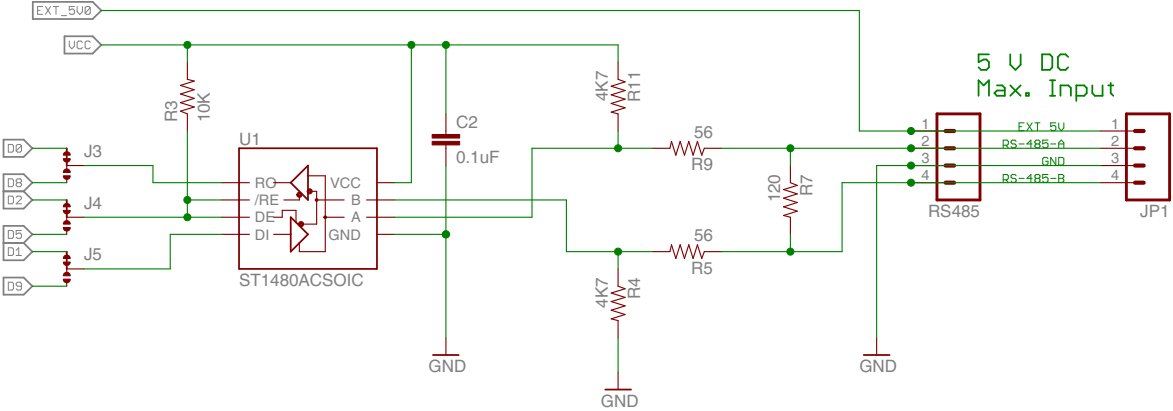 EXT_5V0
VCC
5 V DC
Max. Input
R3
10K
4K7
R11
C2
0.1uF
56
R9
120
R7
U1
RO
/RE
DE
DI
VCC
B
A
GND
ST1480ACSOIC
D0
J3
D8
D2
J4
D5
D1
J5
D9
56
R5
4K7
R4
1
2
3
4
RS485
EXT_5V
RS-485-A
GND
RS-485-B
1
2
3
4
JP1
GND
GND
GND